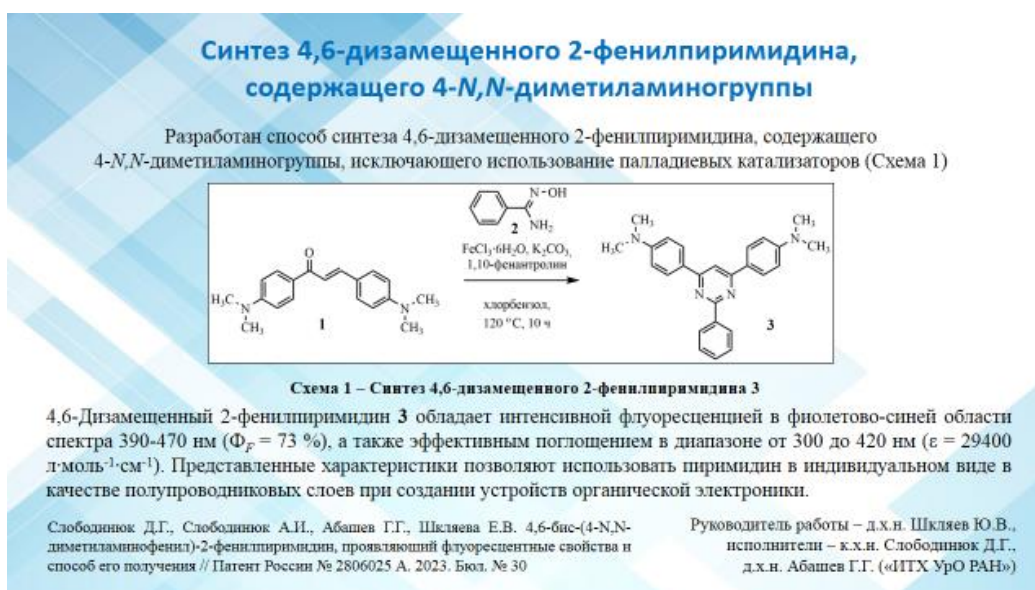 Синтез 4,6-дизамещенного 2-фенилпиримидина,
содержащего 4-N,N-диметиламиногруппы
Разработан способ синтеза 4,6-дизамещенного 2-фенилпиримидина, содержащего
4-N,N-диметиламиногруппы, исключающего использование палладиевых катализаторов (Схема 1)
N-OH
2 NH₂
FeCl₃·6H₂O, K₂CO₃,
1,10-фенантролин
хлорбензол,
120 °C, 10 ч
O
H₃C N CH₃
1
N CH₃ CH₃
CH₃ N H₃C
CH₃ N CH₃
N N
3
Схема 1 – Синтез 4,6-дизамещенного 2-фенилпиримидина 3
4,6-Дизамещенный 2-фенилпиримидин 3 обладает интенсивной флуоресценцией в фиолетово-синей области
спектра 390-470 нм (Ф_F = 73 %), а также эффективным поглощением в диапазоне от 300 до 420 нм (ε = 29400
л·моль⁻¹·см⁻¹). Представленные характеристики позволяют использовать пиримидин в индивидуальном виде в
качестве полупроводниковых слоев при создании устройств органической электроники.
Слободинюк Д.Г., Слободинюк А.И., Абашев Г.Г., Шкляева Е.В. 4,6-бис-(4-N,N-
диметиламинофенил)-2-фенилпиримидин, проявляющий флуоресцентные свойства и
способ его получения // Патент России № 2806025 А. 2023. Бюл. № 30
Руководитель работы – д.х.н. Шкляев Ю.В.,
исполнители – к.х.н. Слободинюк Д.Г.,
д.х.н. Абашев Г.Г. («ИТХ УрО РАН»)